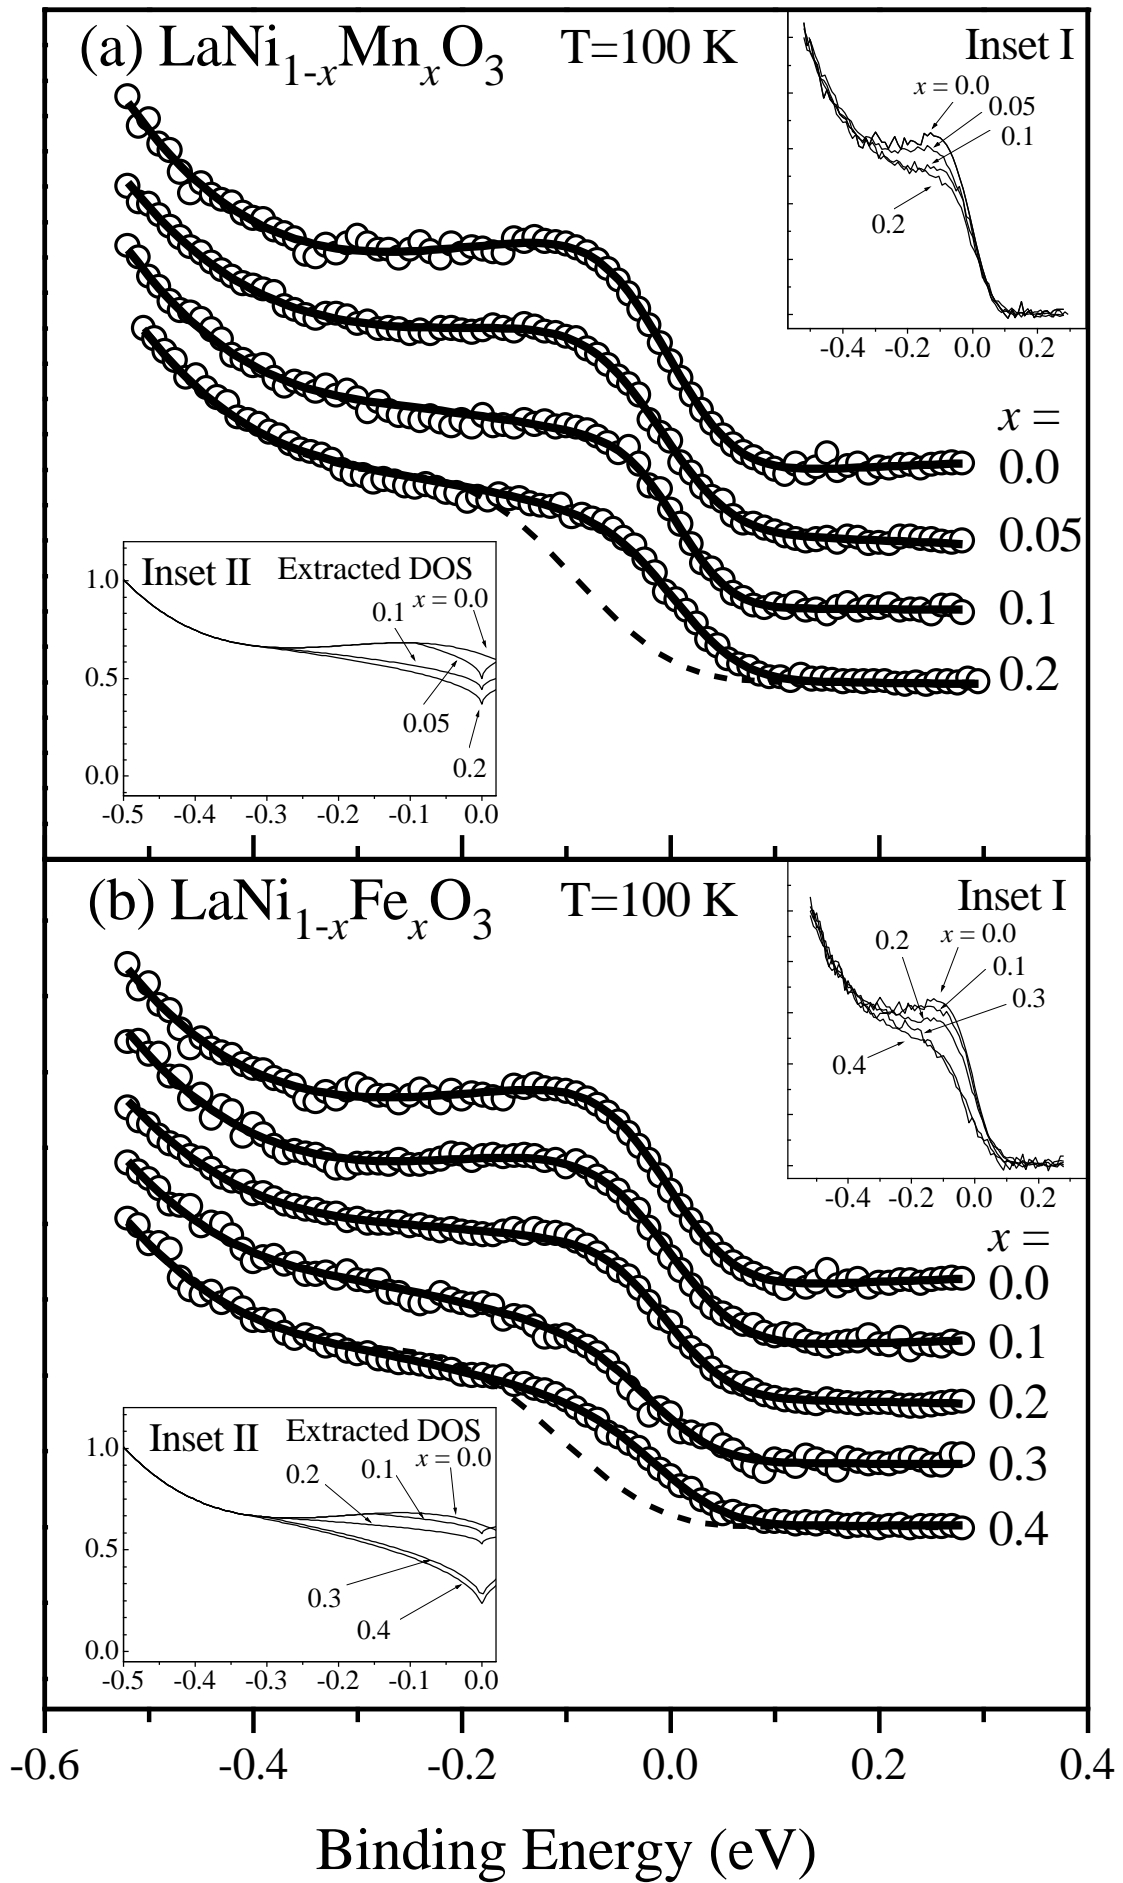 (a) LaNi1-xMnxO3 T=100 K Inset I
x = 0.0
0.05
0.1
0.2
-0.4 -0.2 0.0 0.2
x =
0.0
0.05
0.1
0.2
Inset II Extracted DOS
1.0
0.1 x = 0.0
0.5
0.05
0.2
0.0
-0.5 -0.4 -0.3 -0.2 -0.1 0.0
(b) LaNi1-xFexO3 T=100 K Inset I
0.2 x = 0.0
0.1
0.3
0.4
-0.4 -0.2 0.0 0.2
x =
0.0
0.1
0.2
0.3
0.4
Inset II Extracted DOS
1.0
0.2 0.1 x = 0.0
0.5
0.3
0.4
0.0
-0.5 -0.4 -0.3 -0.2 -0.1 0.0
-0.6 -0.4 -0.2 0.0 0.2 0.4
Binding Energy (eV)